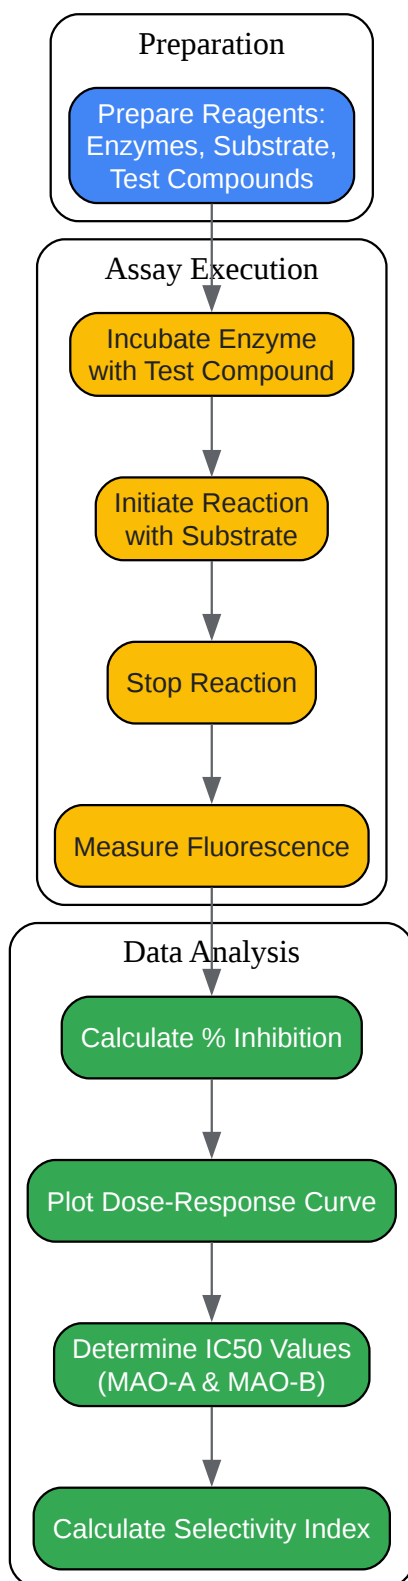 Preparation
Prepare Reagents:
Enzymes, Substrate,
Test Compounds
Assay Execution
Incubate Enzyme
with Test Compound
Initiate Reaction
with Substrate
Stop Reaction
Measure Fluorescence
Data Analysis
Calculate % Inhibition
Plot Dose-Response Curve
Determine IC50 Values
(MAO-A & MAO-B)
Calculate Selectivity Index